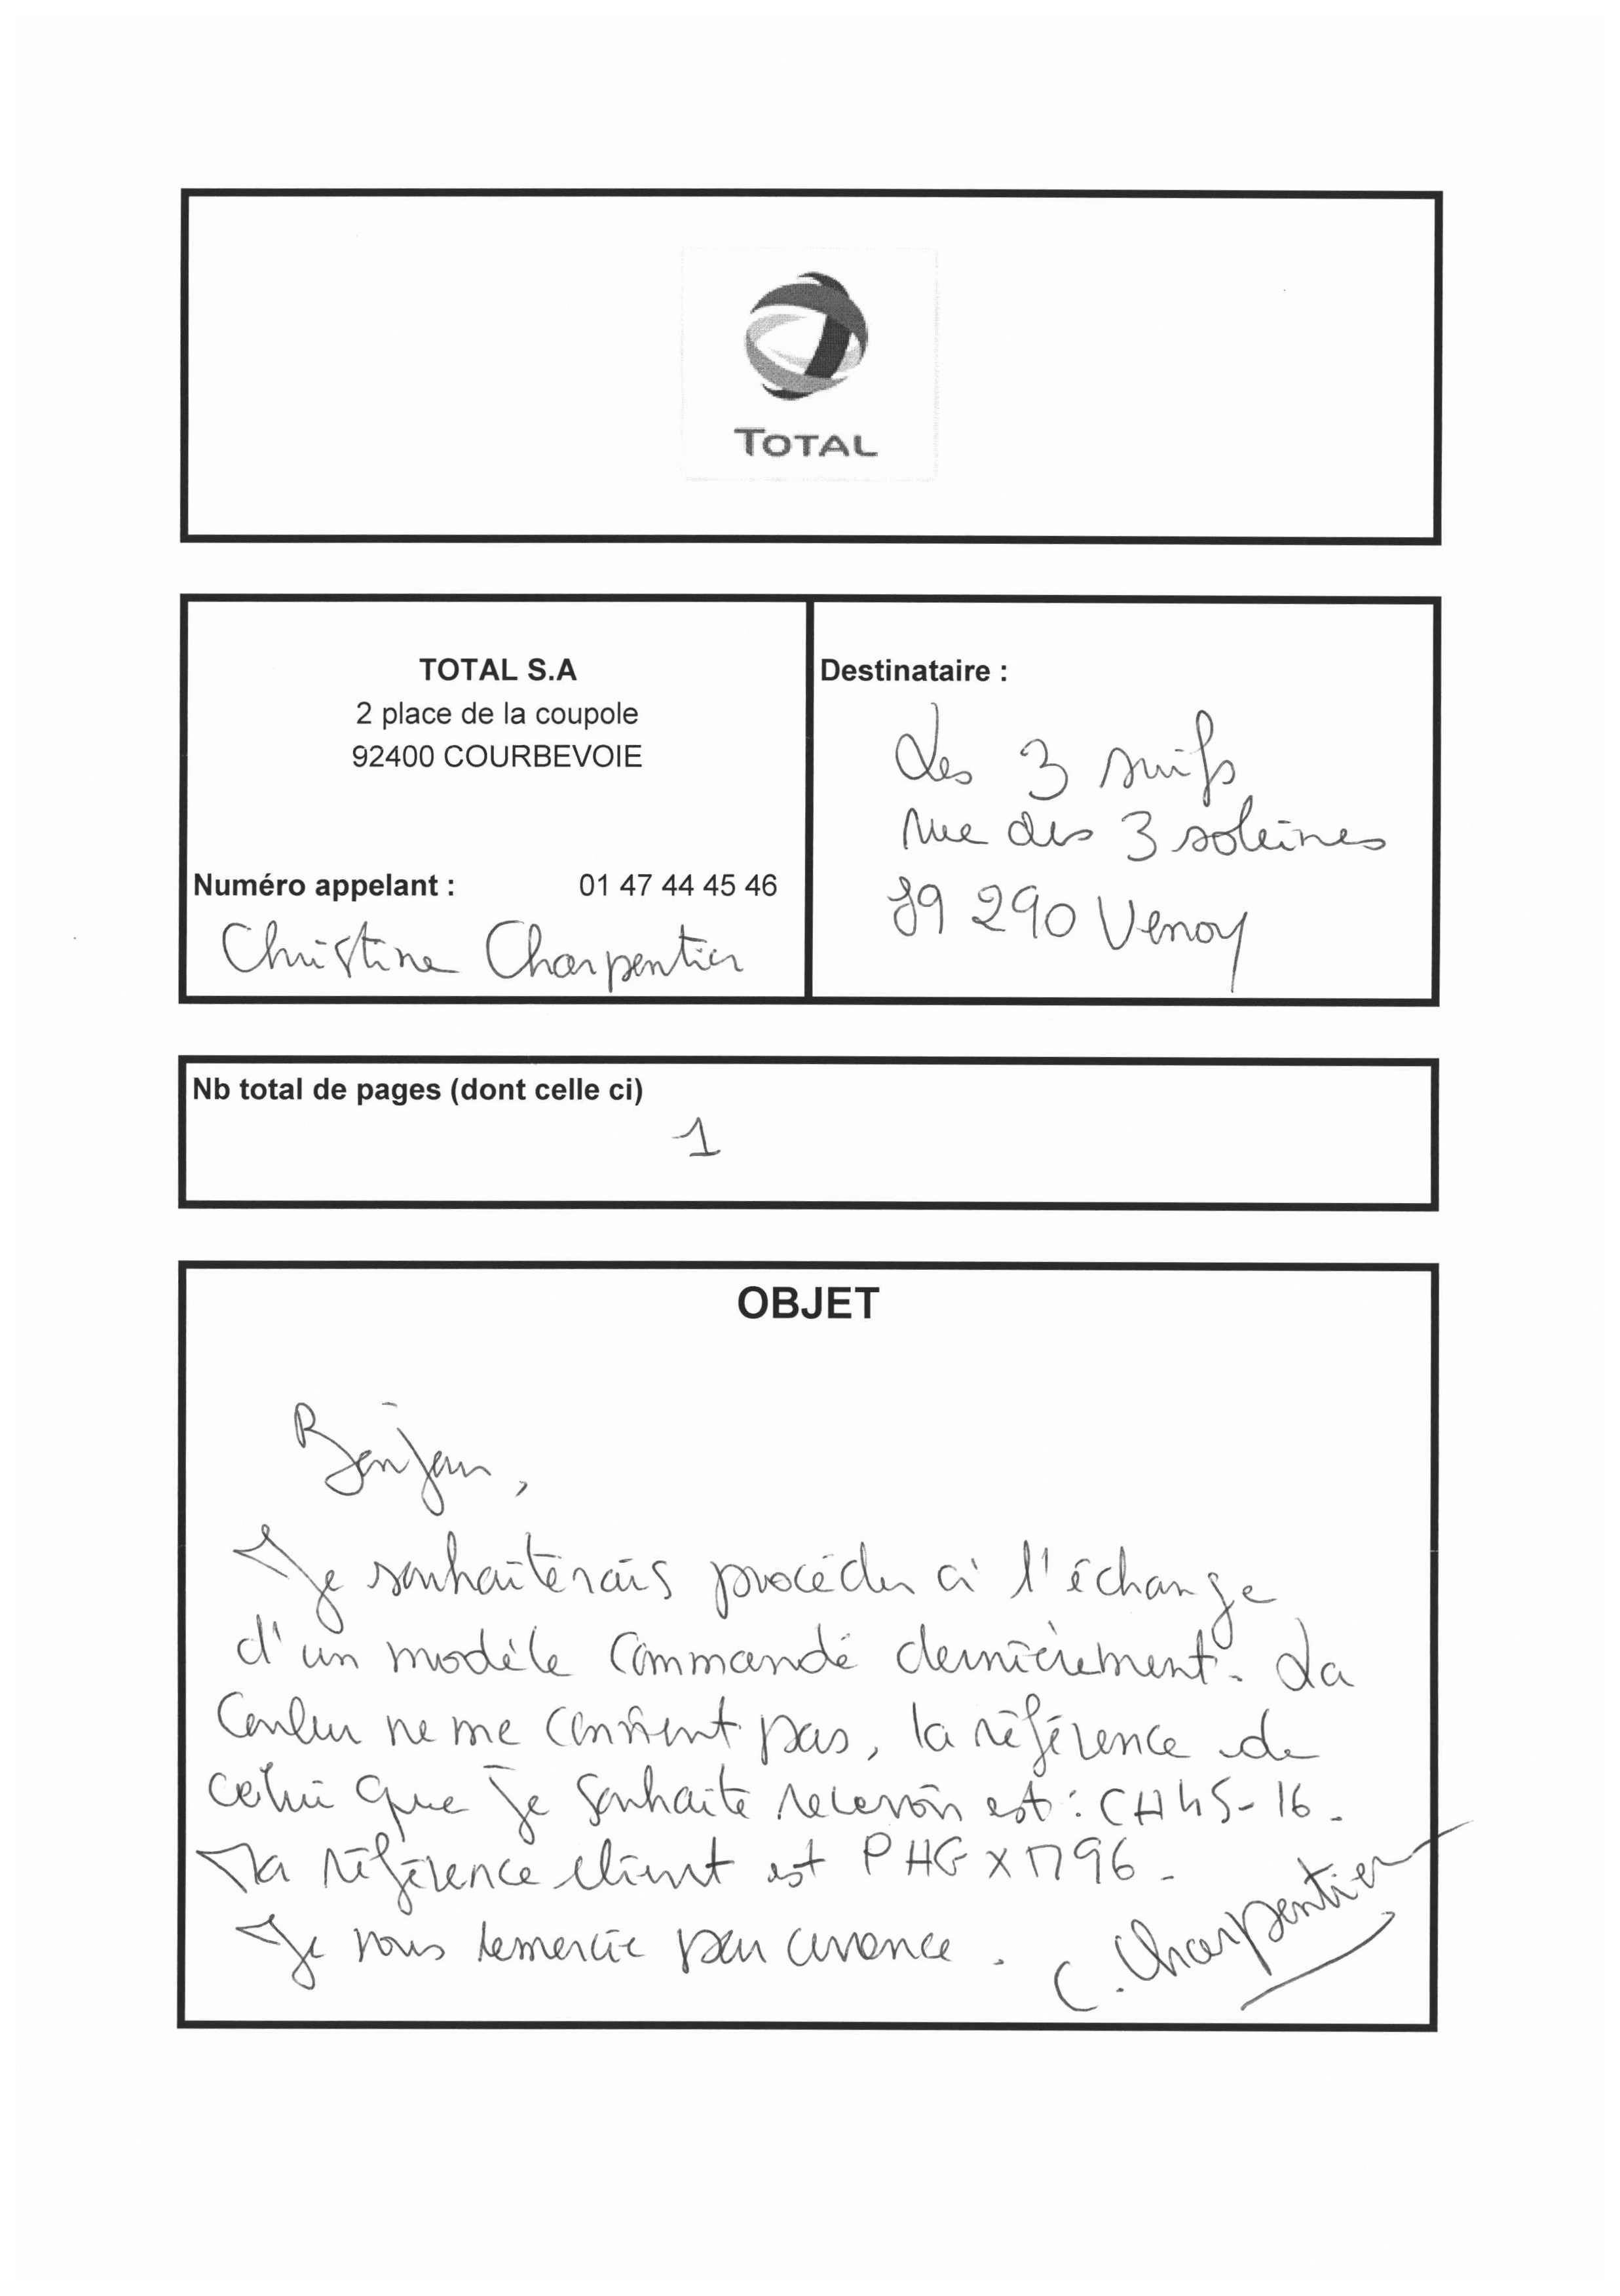 TOTAL
TOTAL S.A
2 place de la coupole
92400 COURBEVOIE
Numéro appelant : 01 47 44 45 46
Christine Charpentier
Destinataire :
Les 3 suifs
rue des 3 soleines
89 290 Venoy
Nb total de pages (dont celle ci)
1
OBJET
Bonjour,
Je souhaiterais procéder à l'échange
d'un modèle commandé dernièrement. La
couleur ne me convient pas, la référence de
celui que je souhaite recevoir est : CH45-16.
Ma référence client est PHGX1796.
Je vous remercie par avance.
C. Charpentier